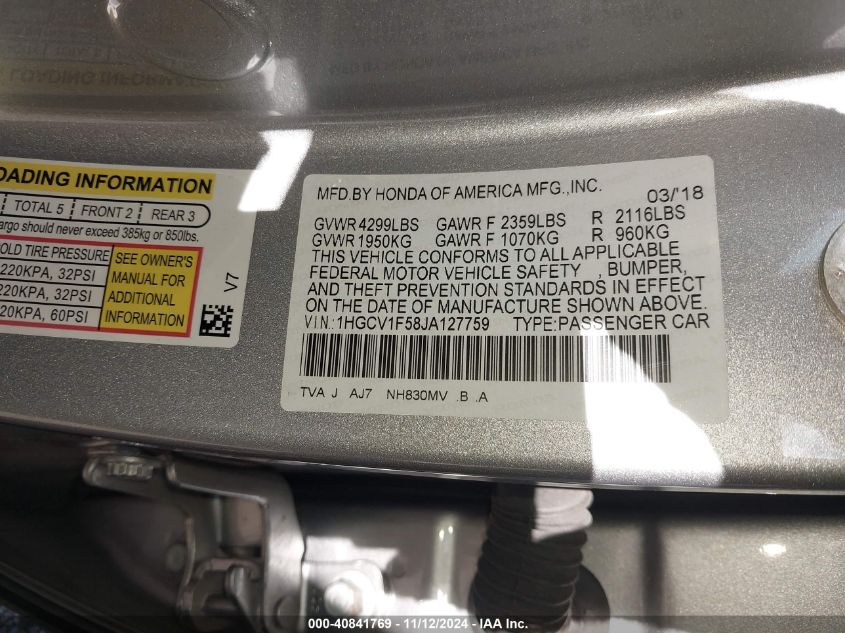 OADING INFORMATION
TOTAL 5 FRONT 2 REAR 3
argo should never exceed 385kg or 850lbs.
OLD TIRE PRESSURE
220KPA, 32PSI
220KPA, 32PSI
20KPA, 60PSI
SEE OWNER'S
MANUAL FOR
ADDITIONAL
INFORMATION
V7
MFD.BY HONDA OF AMERICA MFG.,INC. 03/'18
GVWR 4299LBS GAWR F 2359LBS R 2116LBS
GVWR 1950KG GAWR F 1070KG R 960KG
THIS VEHICLE CONFORMS TO ALL APPLICABLE
FEDERAL MOTOR VEHICLE SAFETY , BUMPER,
AND THEFT PREVENTION STANDARDS IN EFFECT
ON THE DATE OF MANUFACTURE SHOWN ABOVE.
VIN:1HGCV1F58JA127759 TYPE:PASSENGER CAR
TVA J AJ7 NH830MV .B .A
000-40841769 - 11/12/2024 - IAA Inc.